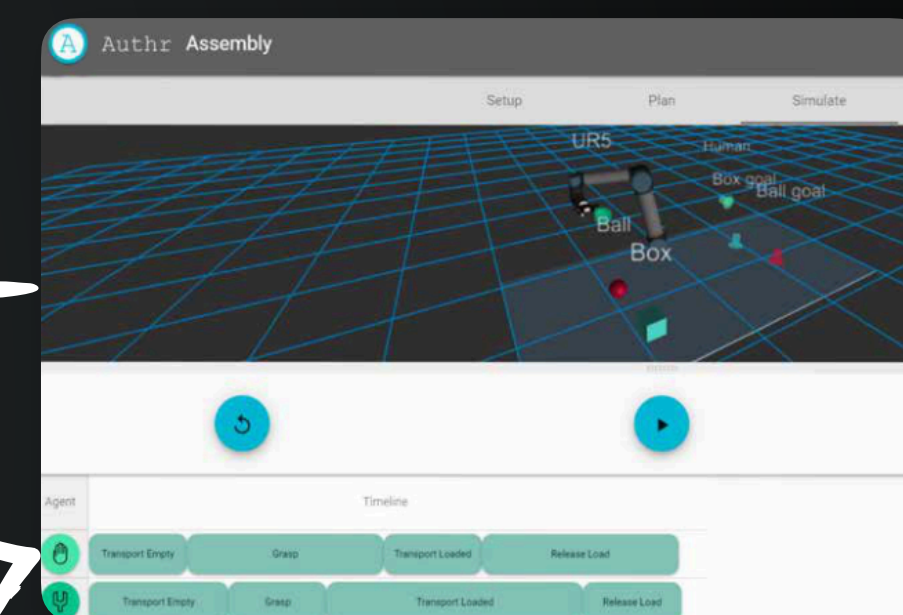 A Authr Assembly
Setup Plan Simulate
UR5
Human
Box goal
Ball goal
Ball
Box
Agent Timeline
Transport Empty Grasp Transport Loaded Release Load
Transport Empty Grasp Transport Loaded Release Load